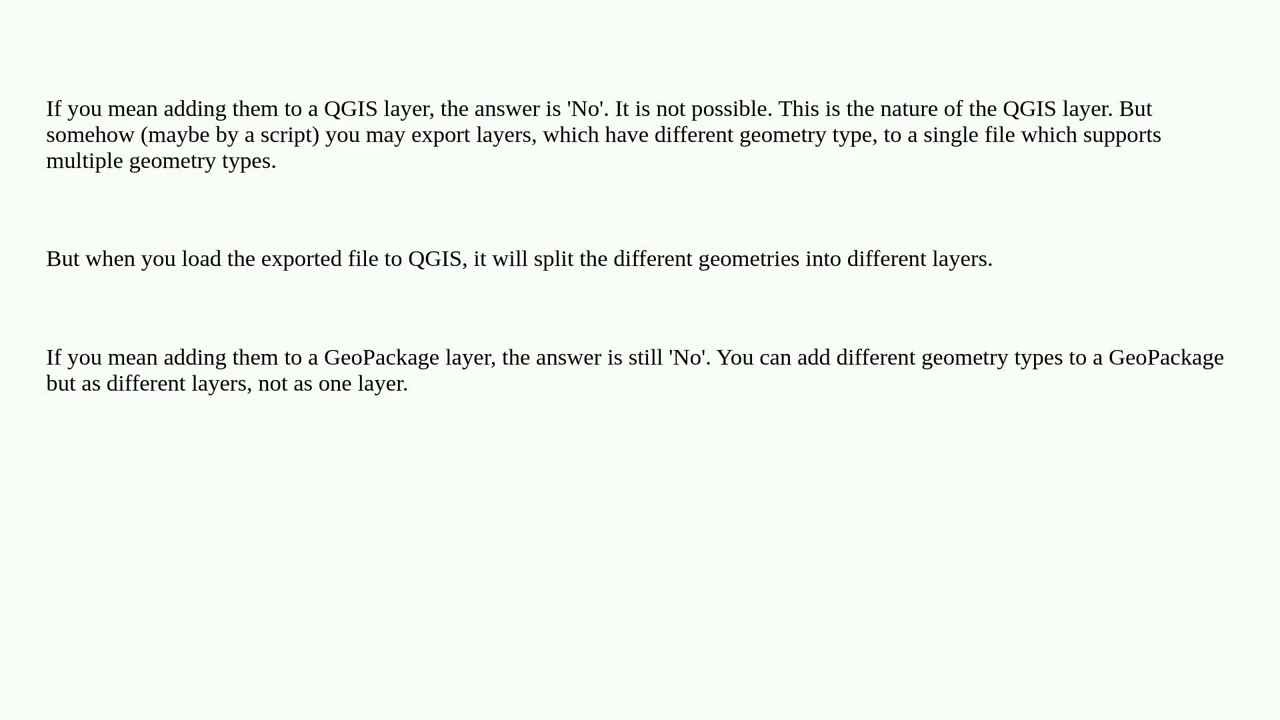 If you mean adding them to a QGIS layer, the answer is 'No'. It is not possible. This is the nature of the QGIS layer. But
somehow (maybe by a script) you may export layers, which have different geometry type, to a single file which supports
multiple geometry types.
But when you load the exported file to QGIS, it will split the different geometries into different layers.
If you mean adding them to a GeoPackage layer, the answer is still 'No'. You can add different geometry types to a GeoPackage
but as different layers, not as one layer.